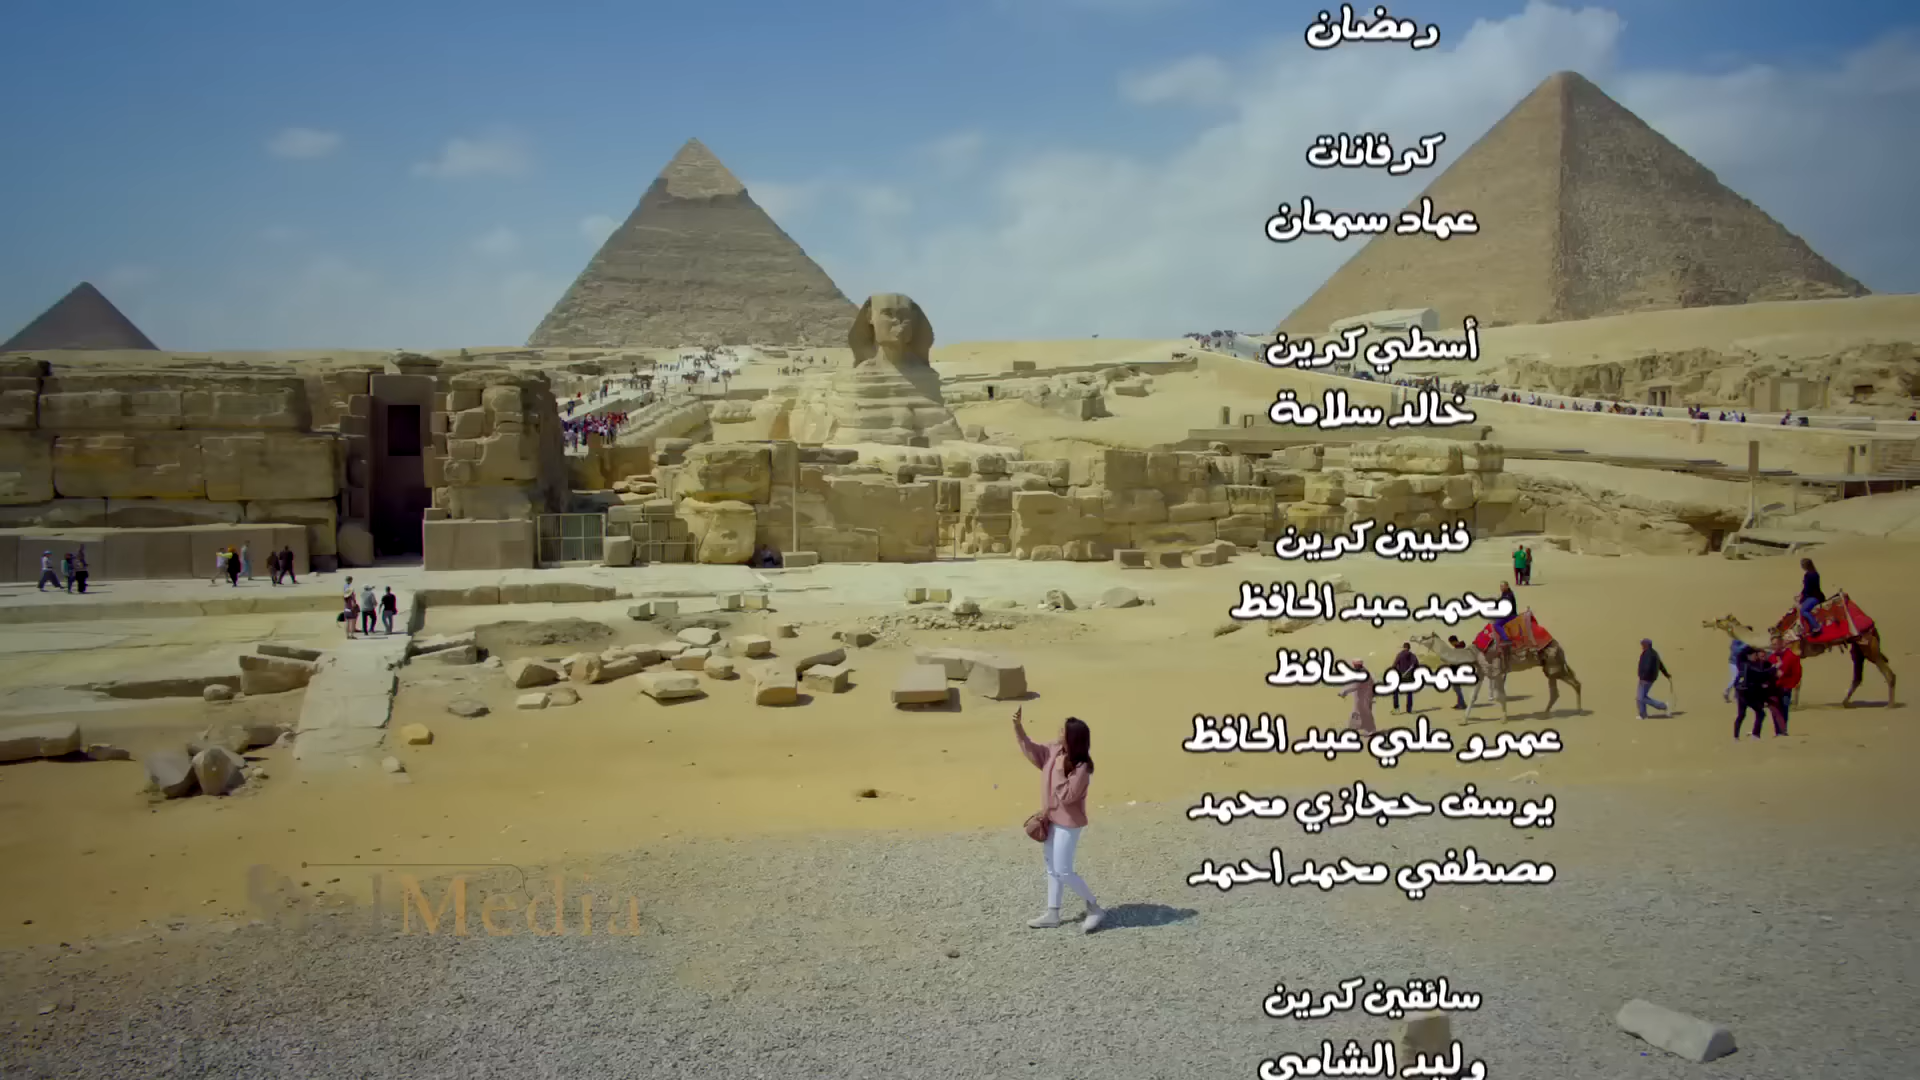 رمضان
كرفانات
عماد سمعان
أسطي كرين
خالد سلامة
فنيين كرين
محمد عبد الحافظ
عمرو حافظ
عمرو علي عبد الحافظ
يوسف حجازي محمد
مصطفي محمد احمد
Media
سائقين كرين
وليد الشامي